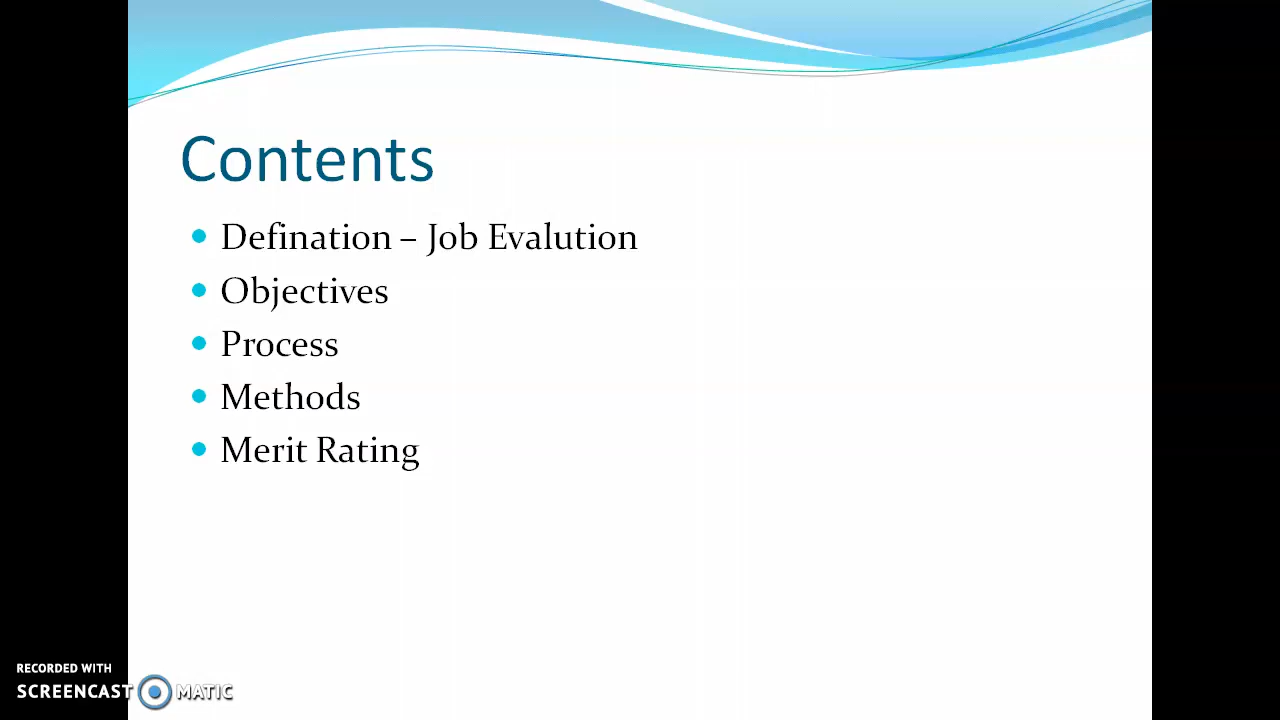 Contents
Defination – Job Evalution
Objectives
Process
Methods
Merit Rating
RECORDED WITH
SCREENCAST MATIC